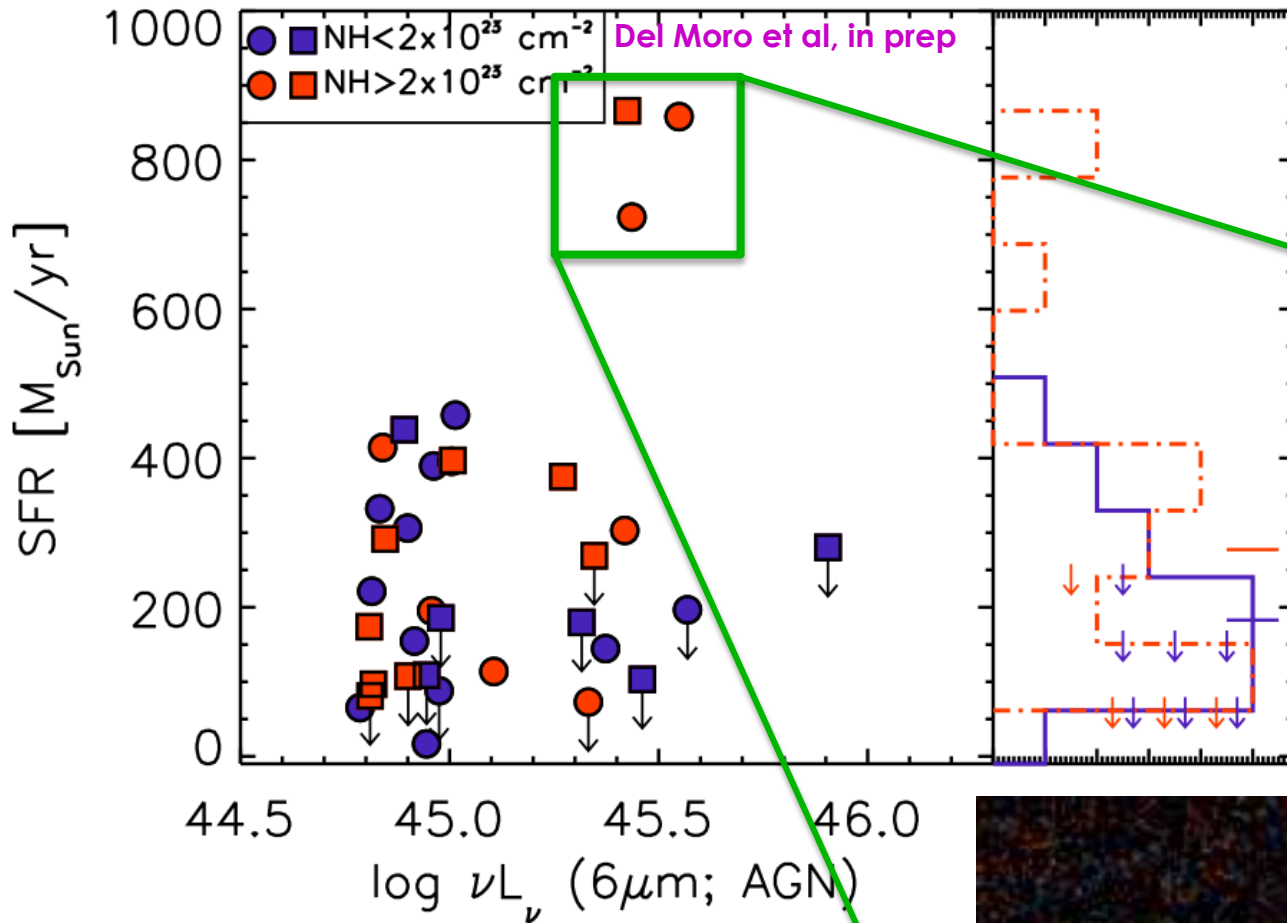 NH<2x10²³ cm⁻²
NH>2x10²³ cm⁻²
Del Moro et al, in prep
1000
800
600
400
200
0
SFR [M_Sun/yr]
44.5 45.0 45.5 46.0
log νL_ν (6μm; AGN)